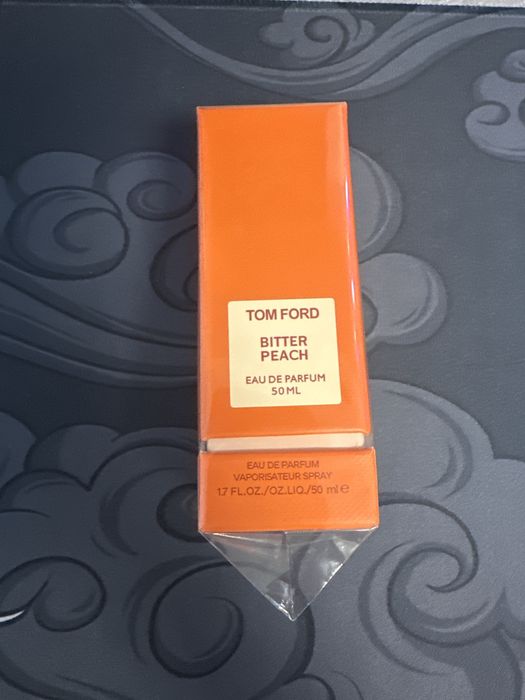 TOM FORD
BITTER
PEACH
EAU DE PARFUM
50 ML
EAU DE PARFUM
VAPORISATEUR SPRAY
1.7 FL.OZ./OZ.LIQ./50 ml e